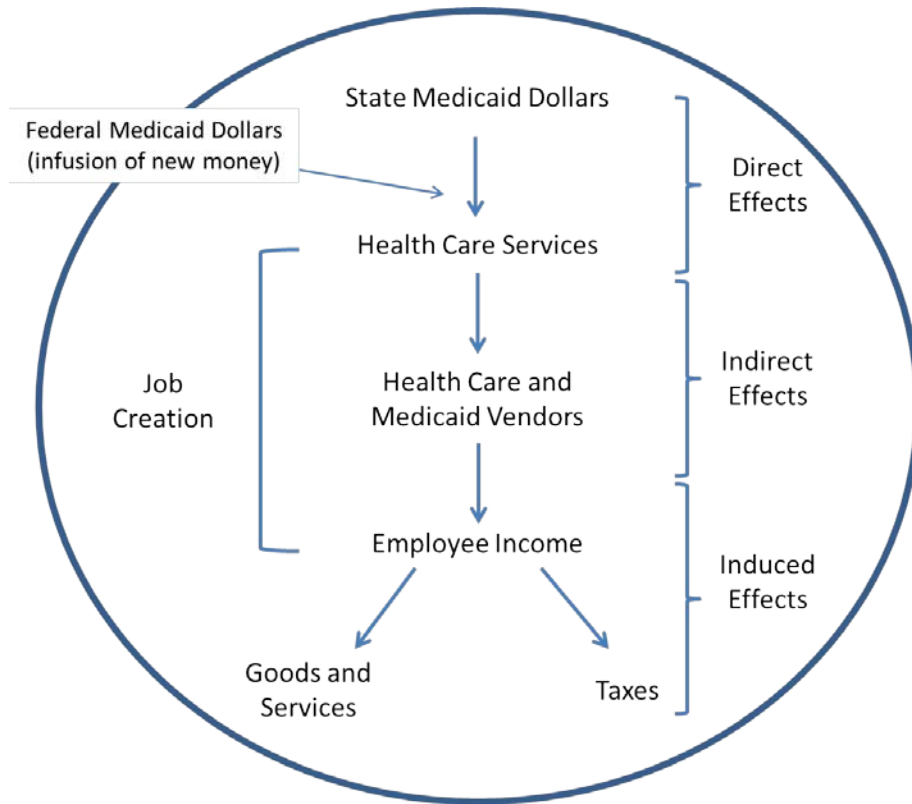 State Medicaid Dollars
Federal Medicaid Dollars
(infusion of new money)
Direct
Effects
Health Care Services
Job
Creation
Health Care and
Medicaid Vendors
Indirect
Effects
Employee Income
Induced
Effects
Goods and
Services
Taxes